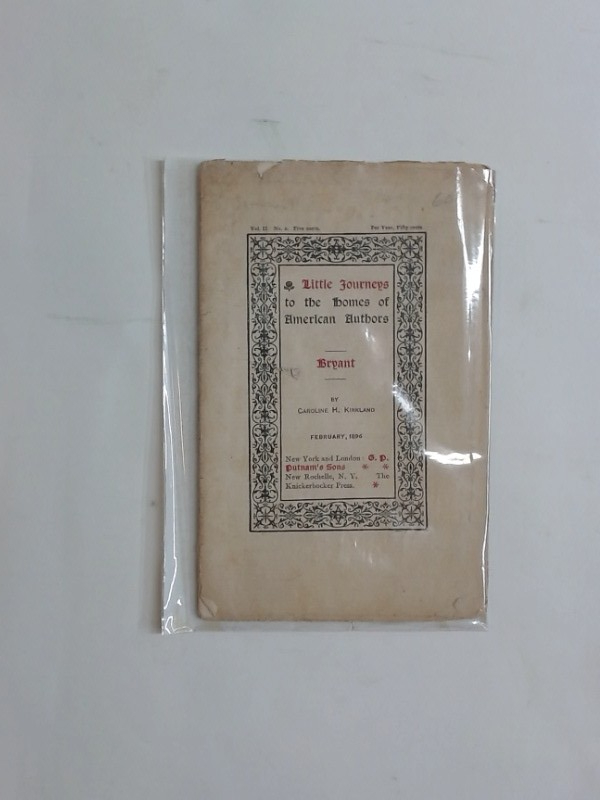 Vol. II. No. 2. Five cents. Per Year, Fifty cents
Little Journeys
to the Homes of
American Authors
Bryant
BY
CAROLINE H. KIRKLAND
FEBRUARY, 1896
New York and London: G. P.
Putnam's Sons * *
New Rochelle, N. Y. The
Knickerbocker Press. *